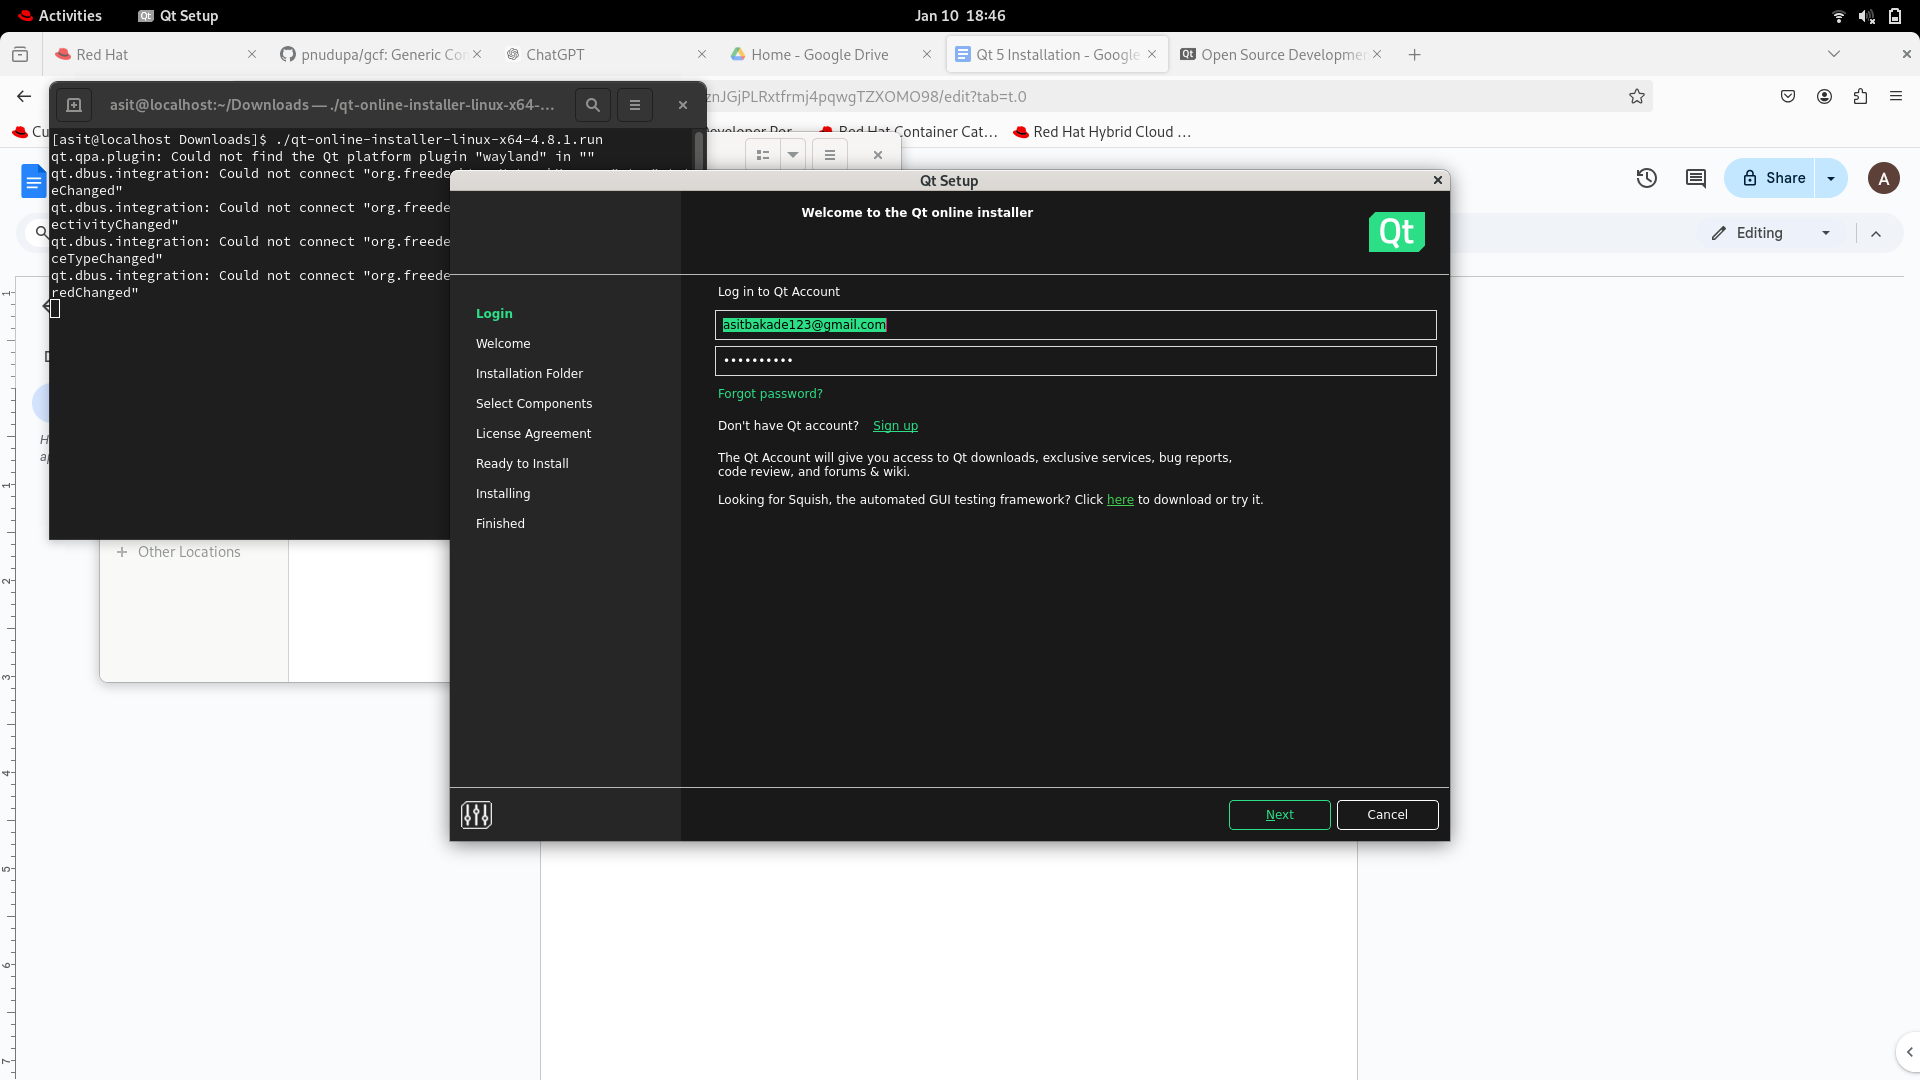 Activities
Qt Setup
Jan 10 18:46
Red Hat
pnudupa/gcf: Generic Co
ChatGPT
Home - Google Drive
Qt 5 Installation - Google
Qt Open Source Developme
asit@localhost:~/Downloads — ./qt-online-installer-linux-x64-...
znJGjPLRxtfrmj4pqwgTZXOMO98/edit?tab=t.0
Red Hat Container Cat…
Red Hat Hybrid Cloud …
[asit@localhost Downloads]$ ./qt-online-installer-linux-x64-4.8.1.run
qt.qpa.plugin: Could not find the Qt platform plugin "wayland" in ""
qt.dbus.integration: Could not connect "org.freede
eChanged"
qt.dbus.integration: Could not connect "org.freede
ectivityChanged"
qt.dbus.integration: Could not connect "org.freede
ceTypeChanged"
qt.dbus.integration: Could not connect "org.freede
redChanged"
Share
A
Editing
Other Locations
Qt Setup
Welcome to the Qt online installer
Qt
Login
Welcome
Installation Folder
Select Components
License Agreement
Ready to Install
Installing
Finished
Log in to Qt Account
asitbakade123@gmail.com
••••••••••
Forgot password?
Don't have Qt account? Sign up
The Qt Account will give you access to Qt downloads, exclusive services, bug reports,
code review, and forums & wiki.
Looking for Squish, the automated GUI testing framework? Click here to download or try it.
Next
Cancel
1
1
2
3
4
5
6
7